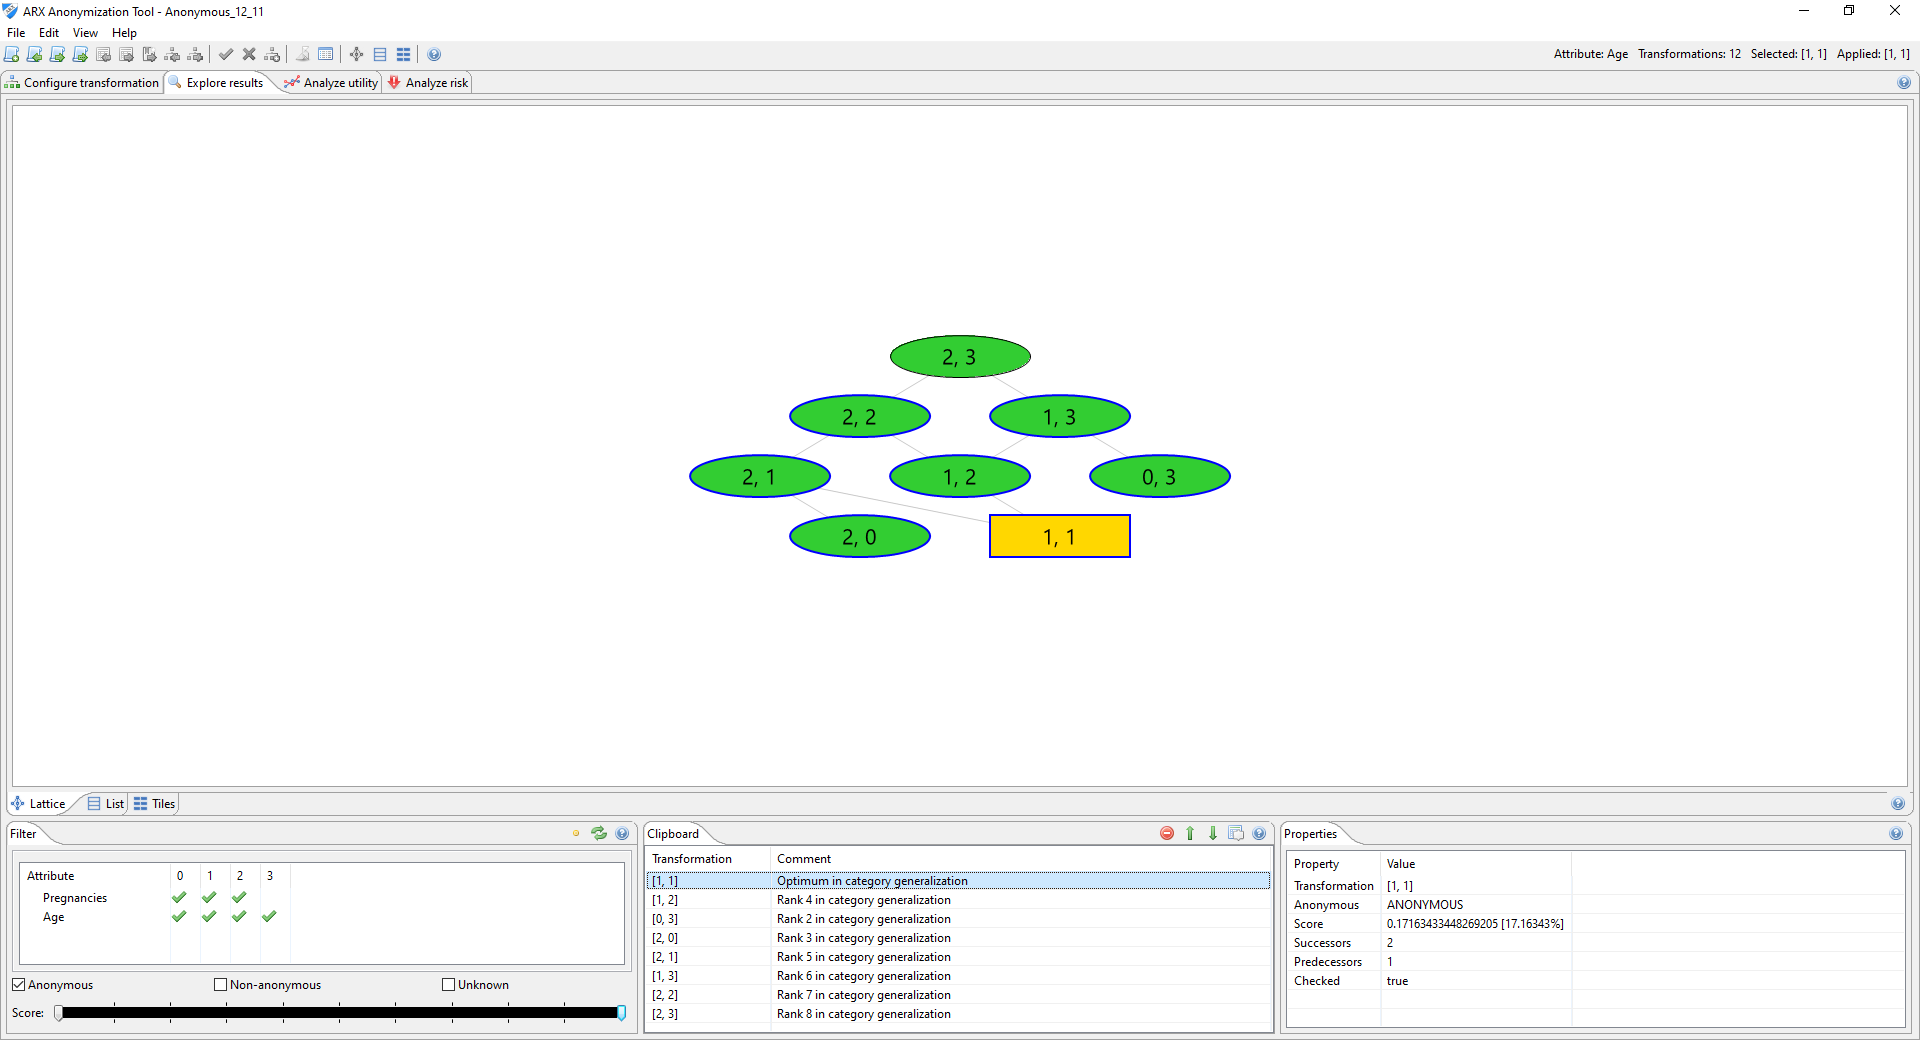 ARX Anonymization Tool - Anonymous_12_11
File Edit View Help
Attribute: Age Transformations: 12 Selected: [1, 1] Applied: [1, 1]
Configure transformation Explore results Analyze utility Analyze risk
2, 3
2, 2 1, 3
2, 1 1, 2 0, 3
2, 0 1, 1
Lattice List Tiles
Filter
Attribute 0 1 2 3
Pregnancies
Age
Anonymous Non-anonymous Unknown
Score:
Clipboard
Transformation Comment
[1, 1] Optimum in category generalization
[1, 2] Rank 4 in category generalization
[0, 3] Rank 2 in category generalization
[2, 0] Rank 3 in category generalization
[2, 1] Rank 5 in category generalization
[1, 3] Rank 6 in category generalization
[2, 2] Rank 7 in category generalization
[2, 3] Rank 8 in category generalization
Properties
Property Value
Transformation [1, 1]
Anonymous ANONYMOUS
Score 0.17163433448269205 [17.16343%]
Successors 2
Predecessors 1
Checked true